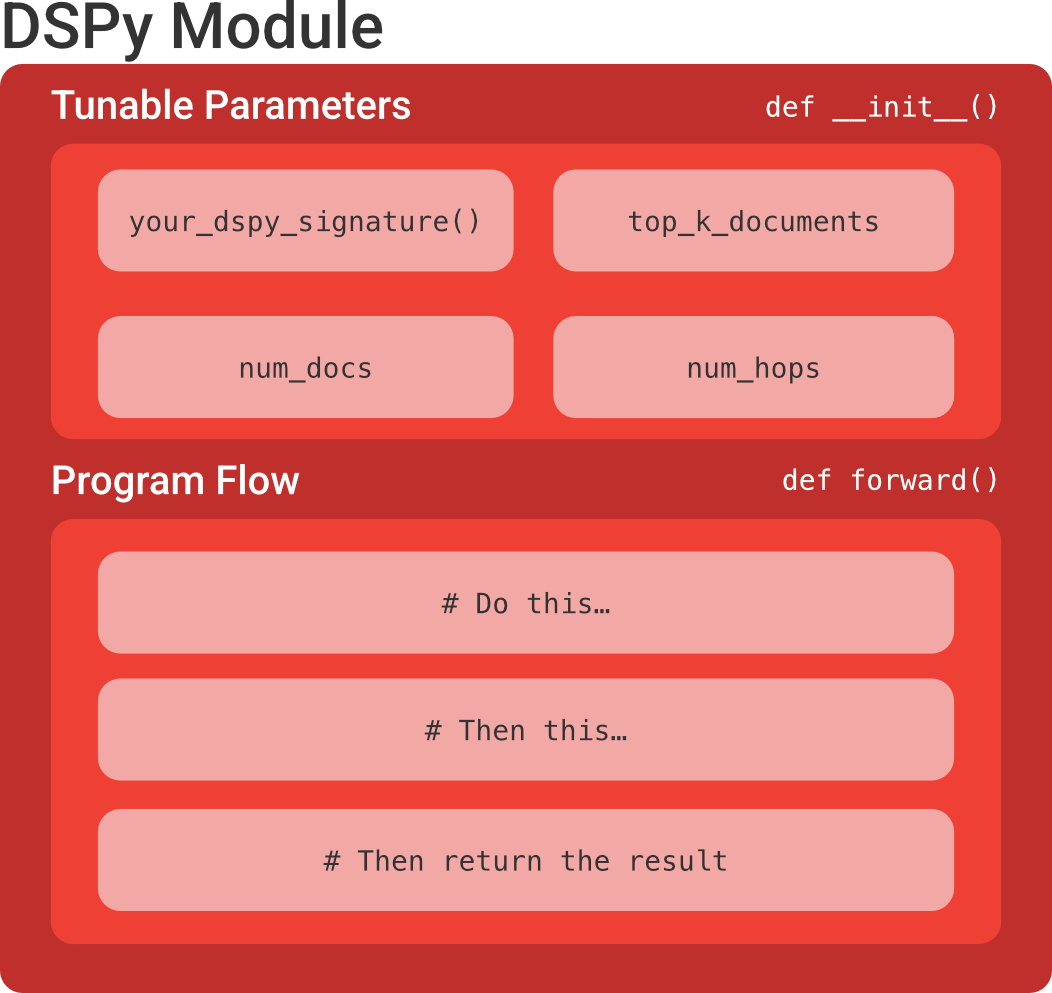 DSPy Module
Tunable Parameters
def __init__()
your_dspy_signature()
top_k_documents
num_docs
num_hops
Program Flow
def forward()
# Do this…
# Then this…
# Then return the result